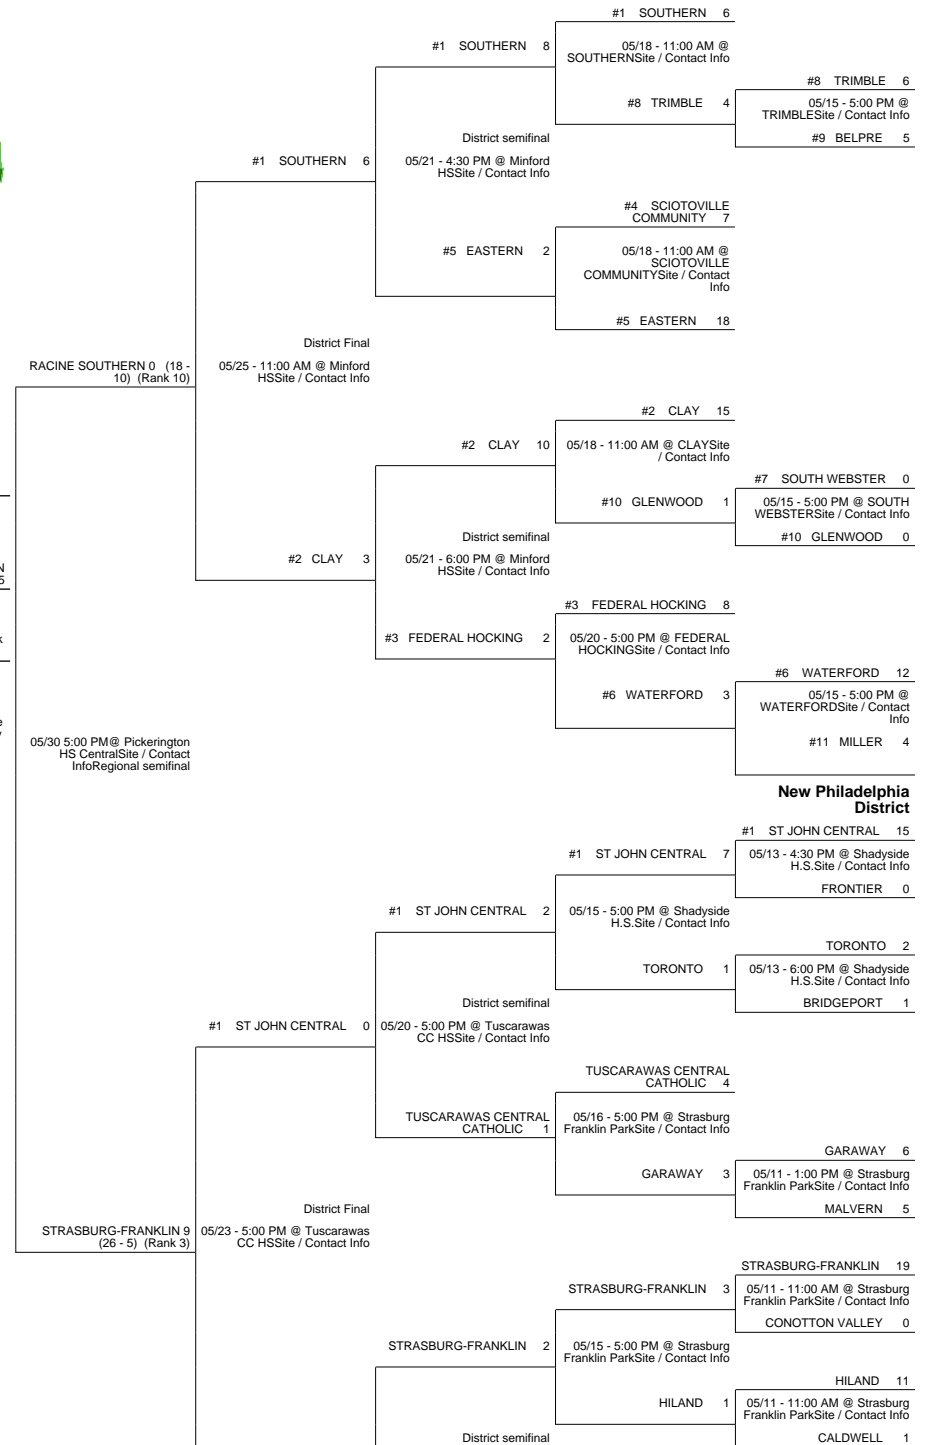 #1 SOUTHERN 6
#1 SOUTHERN 8
05/18 - 11:00 AM @
SOUTHERNSite / Contact Info
#8 TRIMBLE 6
#8 TRIMBLE 4
05/15 - 5:00 PM @
TRIMBLESite / Contact Info
#9 BELPRE 5
District semifinal
#1 SOUTHERN 6
05/21 - 4:30 PM @ Minford
HSSite / Contact Info
#4 SCIOTOVILLE
COMMUNITY 7
#5 EASTERN 2
05/18 - 11:00 AM @
SCIOTOVILLE
COMMUNITYSite / Contact
Info
#5 EASTERN 18
District Final
RACINE SOUTHERN 0 (18 -
10) (Rank 10)
05/25 - 11:00 AM @ Minford
HSSite / Contact Info
#2 CLAY 15
#2 CLAY 10
05/18 - 11:00 AM @ CLAYSite
/ Contact Info
#7 SOUTH WEBSTER 0
#10 GLENWOOD 1
05/15 - 5:00 PM @ SOUTH
WEBSTERSite / Contact Info
#10 GLENWOOD 0
District semifinal
#2 CLAY 3
05/21 - 6:00 PM @ Minford
HSSite / Contact Info
N
5
#3 FEDERAL HOCKING 8
#3 FEDERAL HOCKING 2
05/20 - 5:00 PM @ FEDERAL
HOCKINGSite / Contact Info
#6 WATERFORD 12
#6 WATERFORD 3
05/15 - 5:00 PM @
WATERFORDSite / Contact
Info
#11 MILLER 4
05/30 5:00 PM@ Pickerington
HS CentralSite / Contact
InfoRegional semifinal
New Philadelphia
District
#1 ST JOHN CENTRAL 15
#1 ST JOHN CENTRAL 7
05/13 - 4:30 PM @ Shadyside
H.S.Site / Contact Info
FRONTIER 0
#1 ST JOHN CENTRAL 2
05/15 - 5:00 PM @ Shadyside
H.S.Site / Contact Info
TORONTO 2
TORONTO 1
05/13 - 6:00 PM @ Shadyside
H.S.Site / Contact Info
BRIDGEPORT 1
District semifinal
#1 ST JOHN CENTRAL 0
05/20 - 5:00 PM @ Tuscarawas
CC HSSite / Contact Info
TUSCARAWAS CENTRAL
CATHOLIC 4
TUSCARAWAS CENTRAL
CATHOLIC 1
05/16 - 5:00 PM @ Strasburg
Franklin ParkSite / Contact Info
GARAWAY 6
GARAWAY 3
05/11 - 1:00 PM @ Strasburg
Franklin ParkSite / Contact Info
MALVERN 5
District Final
STRASBURG-FRANKLIN 9
(26 - 5) (Rank 3)
05/23 - 5:00 PM @ Tuscarawas
CC HSSite / Contact Info
STRASBURG-FRANKLIN 19
STRASBURG-FRANKLIN 3
05/11 - 11:00 AM @ Strasburg
Franklin ParkSite / Contact Info
CONOTTON VALLEY 0
STRASBURG-FRANKLIN 2
05/15 - 5:00 PM @ Strasburg
Franklin ParkSite / Contact Info
HILAND 11
HILAND 1
05/11 - 11:00 AM @ Strasburg
Franklin ParkSite / Contact Info
District semifinal
CALDWELL 1